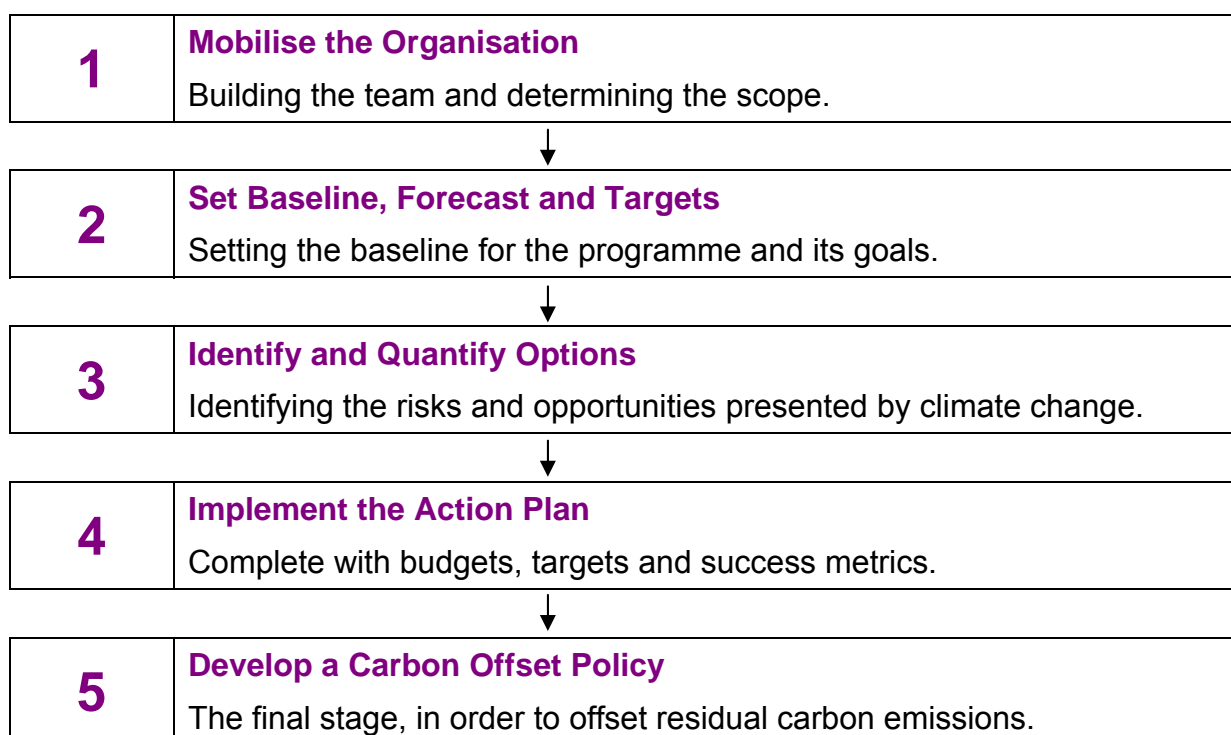 1
Mobilise the Organisation
Building the team and determining the scope.
2
Set Baseline, Forecast and Targets
Setting the baseline for the programme and its goals.
3
Identify and Quantify Options
Identifying the risks and opportunities presented by climate change.
4
Implement the Action Plan
Complete with budgets, targets and success metrics.
5
Develop a Carbon Offset Policy
The final stage, in order to offset residual carbon emissions.